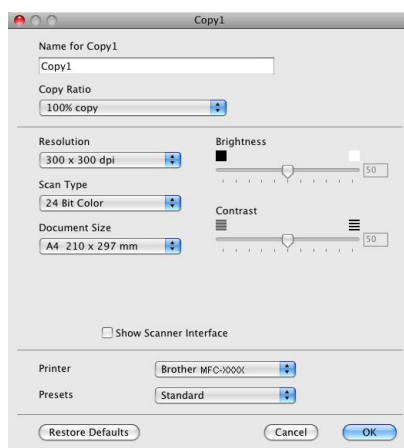 Copy1
Name for Copy1
Copy1
Copy Ratio
100% copy
Resolution
300 x 300 dpi
Scan Type
24 Bit Color
Document Size
A4 210 x 297 mm
Brightness
50
Contrast
50
Show Scanner Interface
Printer
Brother MFC-XXXX
Presets
Standard
Restore Defaults
Cancel
OK